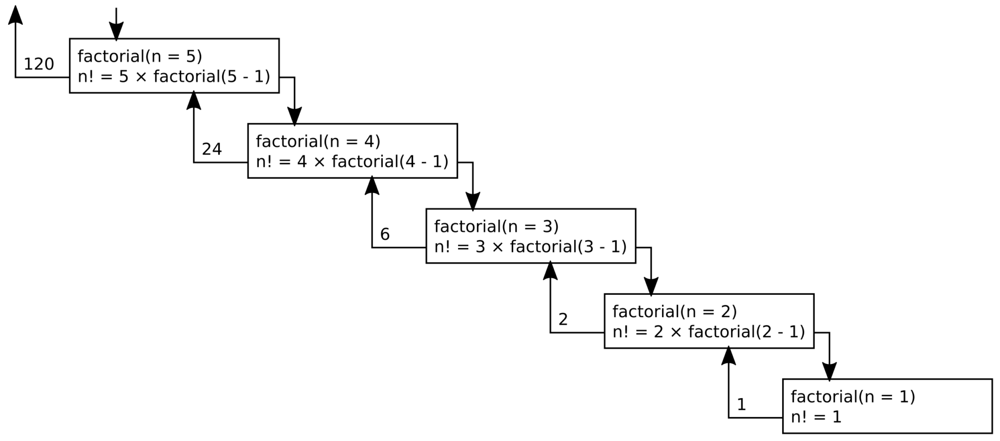 120
factorial(n = 5)
n! = 5 × factorial(5 - 1)
24
factorial(n = 4)
n! = 4 × factorial(4 - 1)
6
factorial(n = 3)
n! = 3 × factorial(3 - 1)
2
factorial(n = 2)
n! = 2 × factorial(2 - 1)
1
factorial(n = 1)
n! = 1